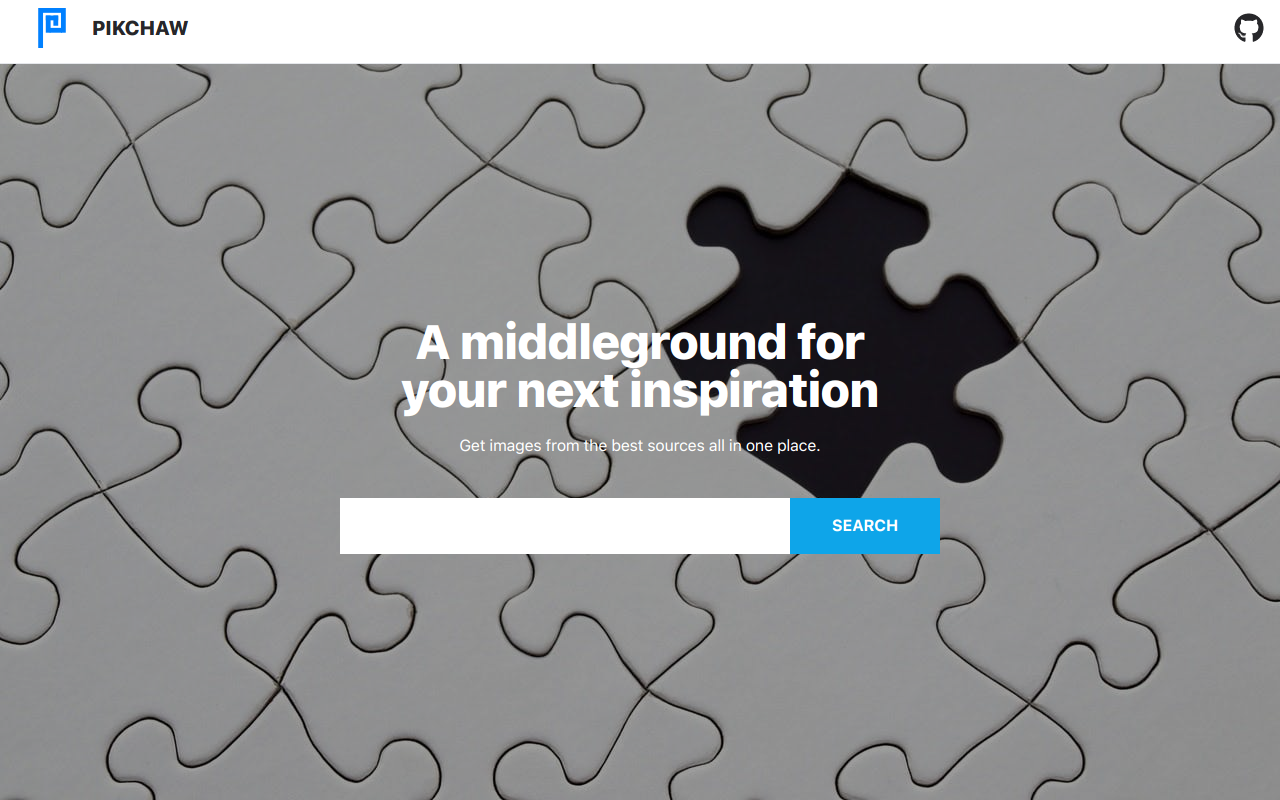 PIKCHAW
A middleground for
your next inspiration
Get images from the best sources all in one place.
SEARCH